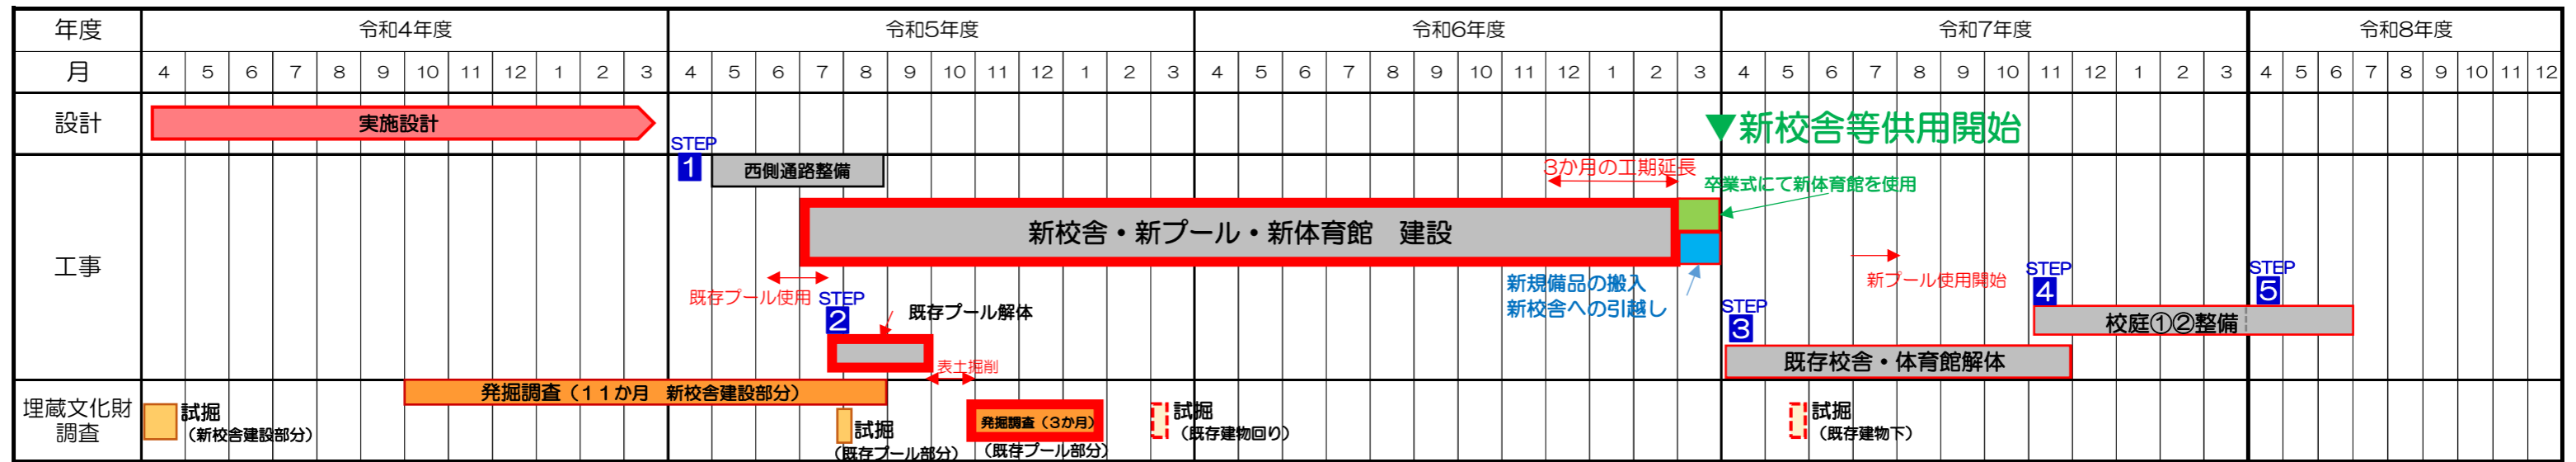 年度 令和4年度 令和5年度 令和6年度 令和7年度 令和8年度
月 4 5 6 7 8 9 10 11 12 1 2 3 4 5 6 7 8 9 10 11 12 1 2 3 4 5 6 7 8 9 10 11 12 1 2 3 4 5 6 7 8 9 10 11 12 1 2 3 4 5 6 7 8 9 10 11 12
設計
実施設計
▼新校舎等供用開始
工事
STEP
1
西側通路整備
3か月の工期延長
卒業式にて新体育館を使用
新校舎・新プール・新体育館 建設
既存プール使用
STEP
2
既存プール解体
表土掘削
新規備品の搬入
新校舎への引越し
新プール使用開始
STEP
3
既存校舎・体育館解体
STEP
4
校庭①②整備
STEP
5
埋蔵文化財
調査
試掘
（新校舎建設部分）
発掘調査（１１か月 新校舎建設部分）
試掘
（既存プール部分）
発掘調査（３か月）
（既存プール部分）
試掘
（既存建物回り）
試掘
（既存建物下）